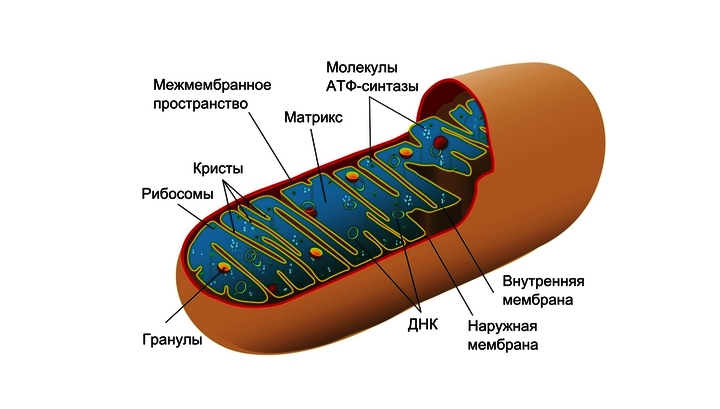 Молекулы
АТФ-синтазы
Межмембранное
пространство
Матрикс
Кристы
Рибосомы
Внутренняя
мембрана
ДНК
Наружная
мембрана
Гранулы